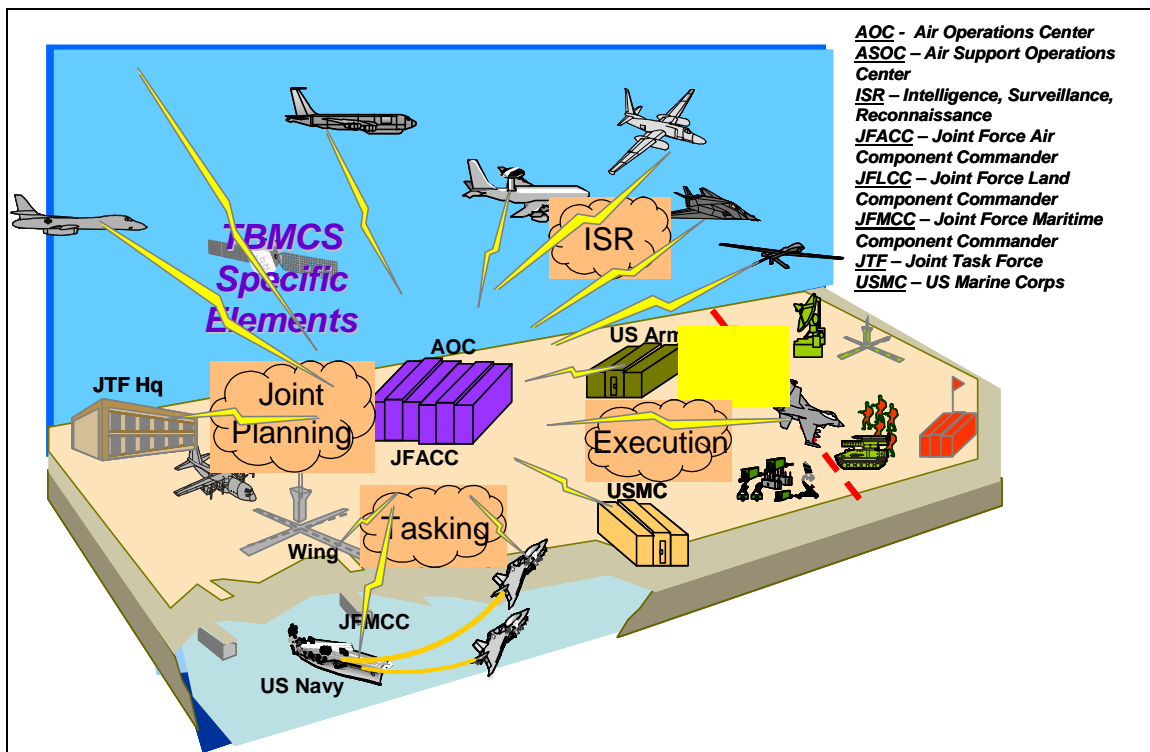 AOC - Air Operations Center
ASOC – Air Support Operations
Center
ISR – Intelligence, Surveillance,
Reconnaissance
JFACC – Joint Force Air
Component Commander
JFLCC – Joint Force Land
Component Commander
JFMCC – Joint Force Maritime
Component Commander
JTF – Joint Task Force
USMC – US Marine Corps
TBMCS
Specific
Elements
ISR
AOC
US Arm
JTF Hq
Joint
Planning
JFACC
Execution
USMC
Tasking
Wing
JFMCC
US Navy